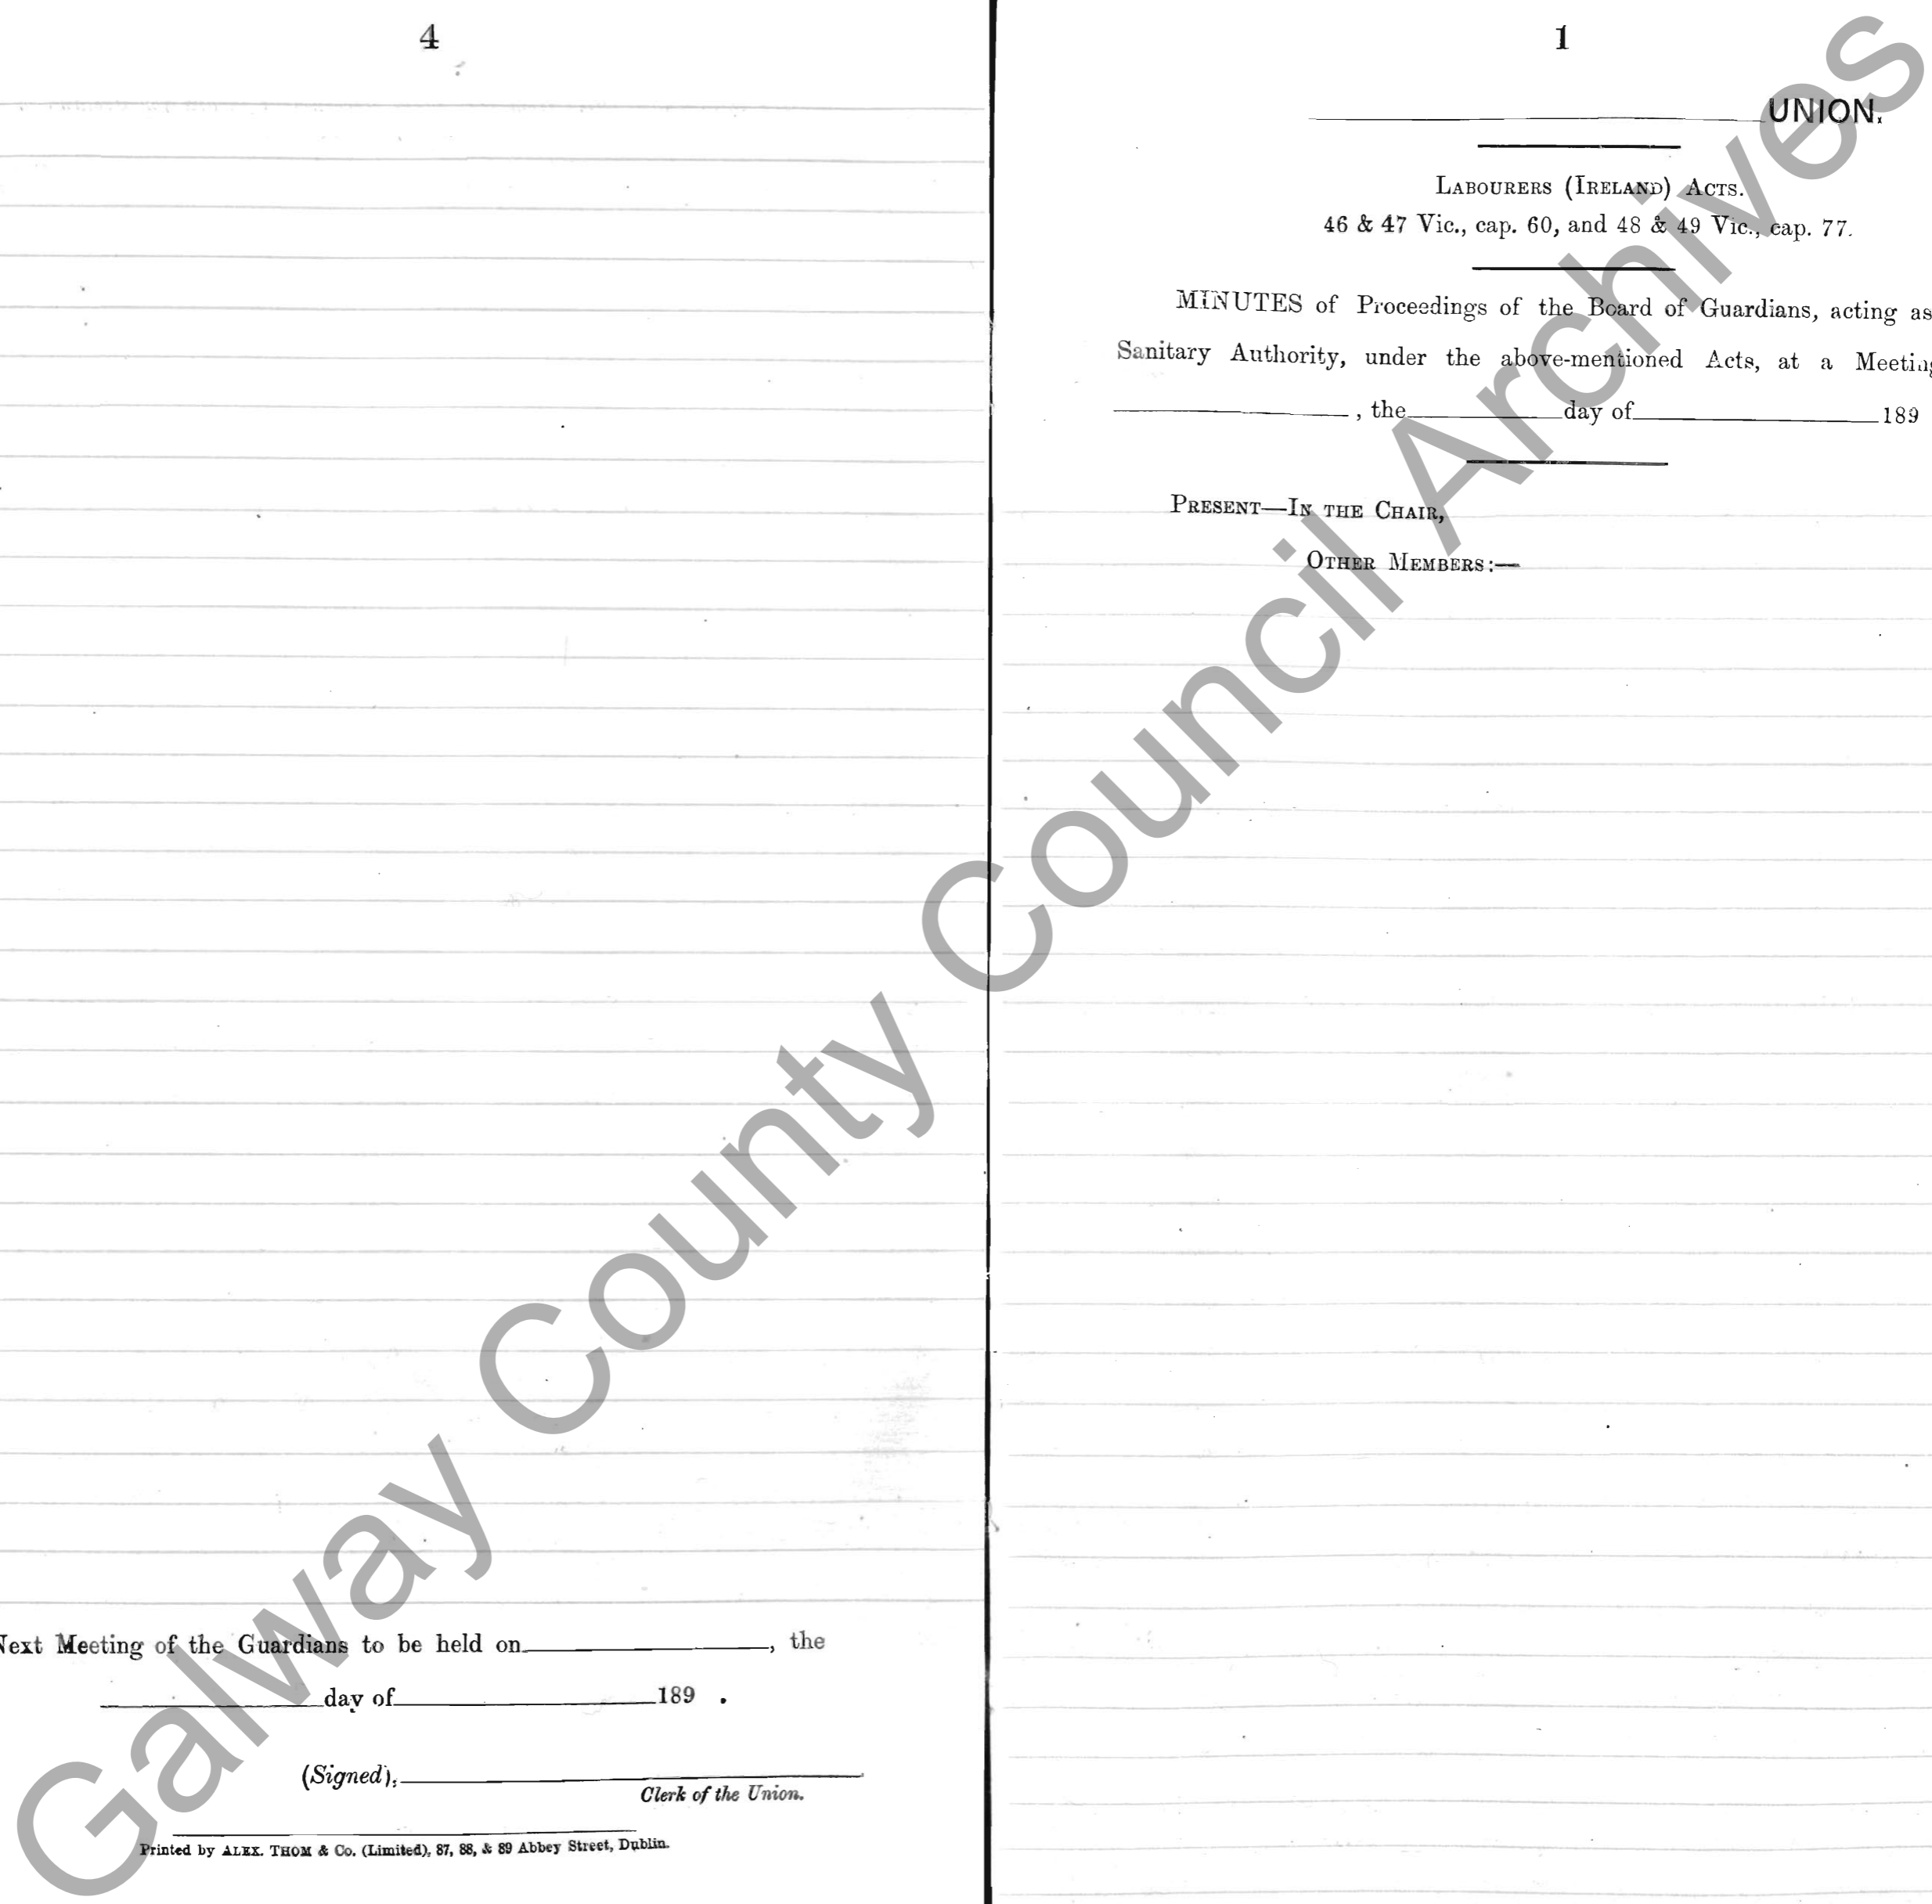 4
Next Meeting of the Guardians to be held on , the
day of 189 .
(Signed),
Clerk of the Union.
Printed by ALEX. THOM & Co. (Limited), 87, 88, & 89 Abbey Street, Dublin.
1
UNION.
LABOURERS (IRELAND) ACTS.
46 & 47 Vic., cap. 60, and 48 & 49 Vic., cap. 77.
MINUTES of Proceedings of the Board of Guardians, acting as
Sanitary Authority, under the above-mentioned Acts, at a Meeting
, the day of 189
PRESENT—IN THE CHAIR,
OTHER MEMBERS:—
Galway County Council Archives